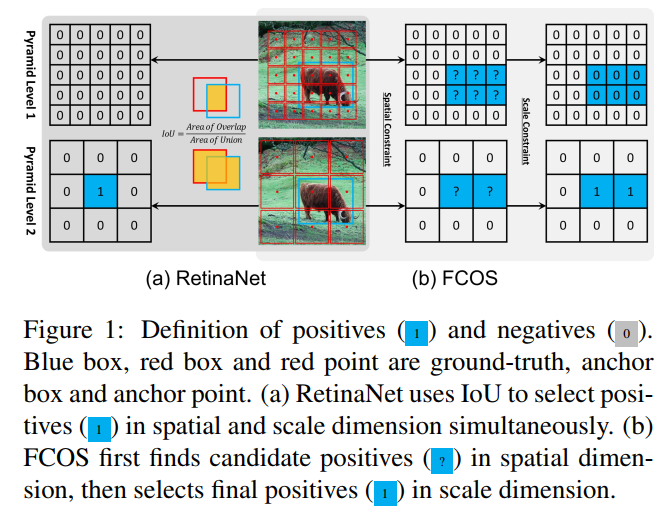 Pyramid Level 1
0 0 0 0 0
0 0 0 0 0
0 0 0 0 0
0 0 0 0 0
0 0 0 0 0
Pyramid Level 2
0 0 0
0 1 0
0 0 0
IoU = Area of Overlap
Area of Union
Spatial Constraint
0 0 0 0 0
0 0 0 0 0
0 0 ? ? ?
0 0 ? ? ?
0 0 0 0 0
0 0 0
0 ? ?
0 0 0
Scale Constraint
0 0 0 0 0
0 0 0 0 0
0 0 0 0 0
0 0 0 0 0
0 0 0 0 0
0 0 0
0 1 1
0 0 0
(a) RetinaNet
(b) FCOS
Figure 1: Definition of positives ( 1 ) and negatives ( 0 ).
Blue box, red box and red point are ground-truth, anchor
box and anchor point. (a) RetinaNet uses IoU to select posi-
tives ( 1 ) in spatial and scale dimension simultaneously. (b)
FCOS first finds candidate positives ( ? ) in spatial dimen-
sion, then selects final positives ( 1 ) in scale dimension.